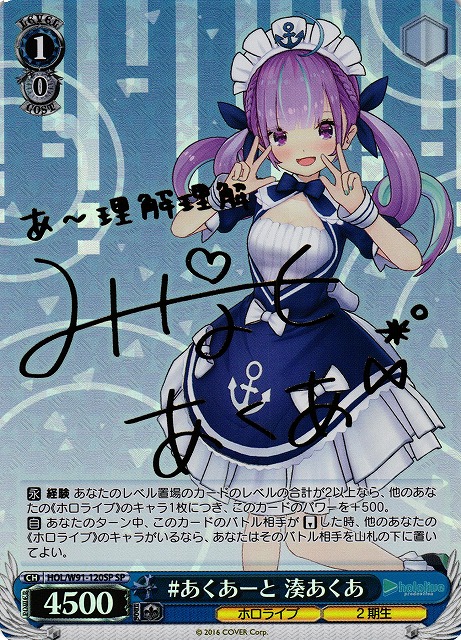 LEVEL
1
0
COST
あ～理解理解
みなと
あくあ
永 経験 あなたのレベル置場のカードのレベルの合計が2以上なら、他のあな
たの《ホロライブ》のキャラ1枚につき、このカードのパワーを+500。
自 あなたのターン中、このカードのバトル相手が した時、他のあなた
の《ホロライブ》のキャラがいるなら、あなたはそのバトル相手を山札の下に置い
てよい。
CH HOL/W91-120SP SP
POWER 4500
#あくあーと 湊あくあ
hololive
production
ホロライブ 2期生
© 2016 COVER Corp.